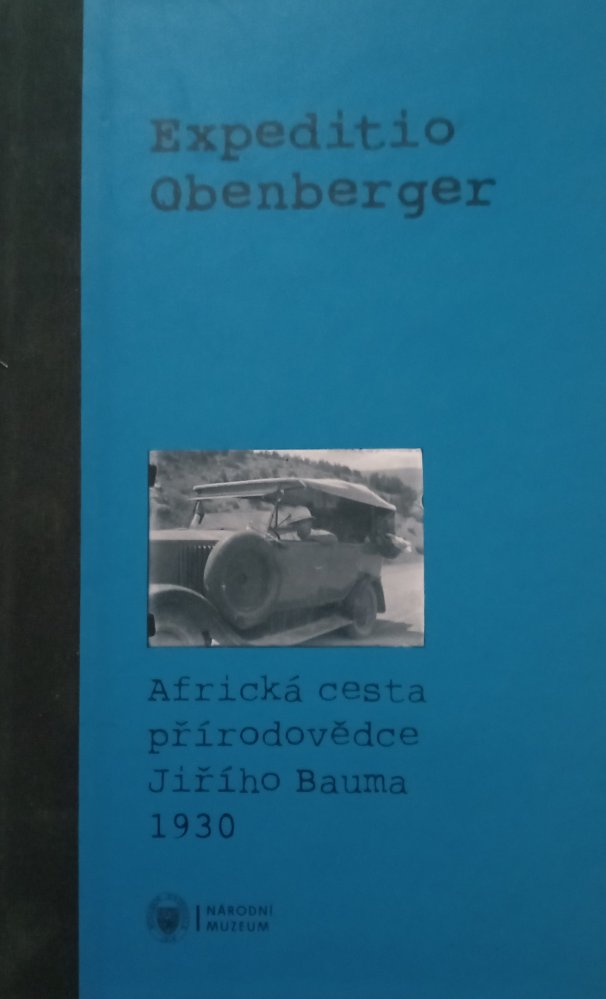 Expeditio
Obenberger
Africká cesta
přírodovědce
Jiřího Bauma
1930
NÁRODNÍ
MUZEUM